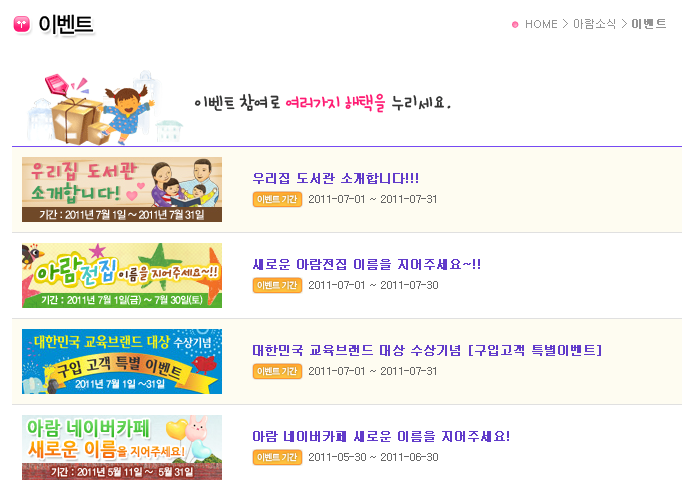 이벤트
HOME > 아람소식 > 이벤트
이벤트 참여로 여러가지 혜택을 누리세요.
우리집 도서관
소개합니다!
기간 : 2011년 7월 1일 ~ 2011년 7월 31일
우리집 도서관 소개합니다!!!
이벤트 기간 2011-07-01 ~ 2011-07-31
아람전집 이름을 지어주세요~!!
기간 : 2011년 7월 1일(금) ~ 7월 30일(토)
새로운 아람전집 이름을 지어주세요~!!
이벤트 기간 2011-07-01 ~ 2011-07-30
대한민국 교육브랜드 대상 수상기념
구입 고객 특별 이벤트
2011년 7월 1일 ~31일
대한민국 교육브랜드 대상 수상기념 [구입고객 특별이벤트]
이벤트 기간 2011-07-01 ~ 2011-07-31
아람 네이버카페
새로운 이름을 지어주세요!
기간 : 2011년 5월 11일 ~ 5월 31일
아람 네이버카페 새로운 이름을 지어주세요!
이벤트 기간 2011-05-30 ~ 2011-06-30